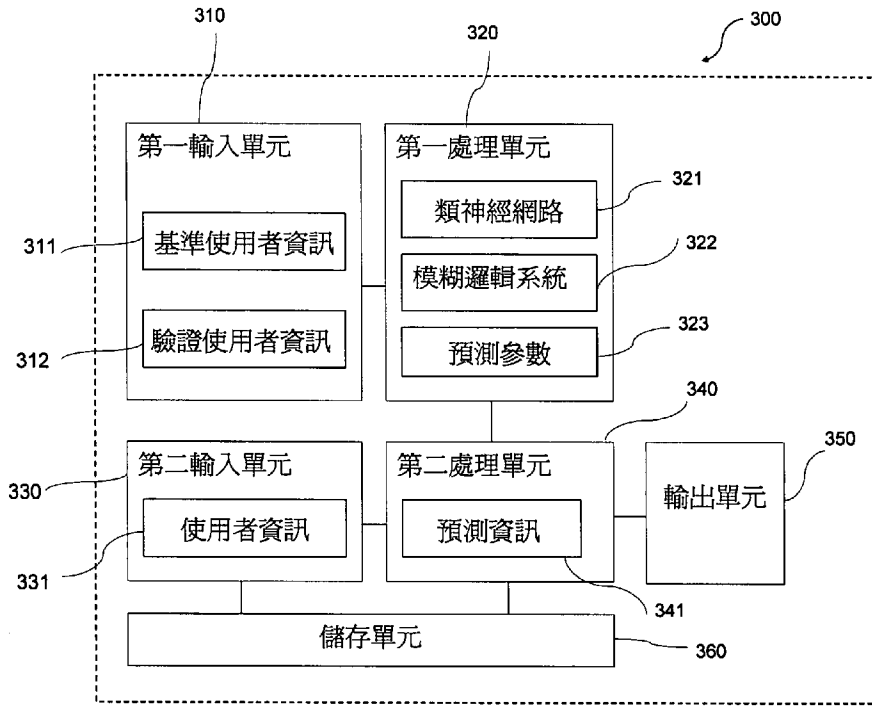 310
320
300
第一輸入單元
第一處理單元
321
類神經網路
311
基準使用者資訊
322
模糊邏輯系統
312
驗證使用者資訊
323
預測參數
340
350
330
第二輸入單元
第二處理單元
輸出單元
使用者資訊
預測資訊
331
341
儲存單元
360